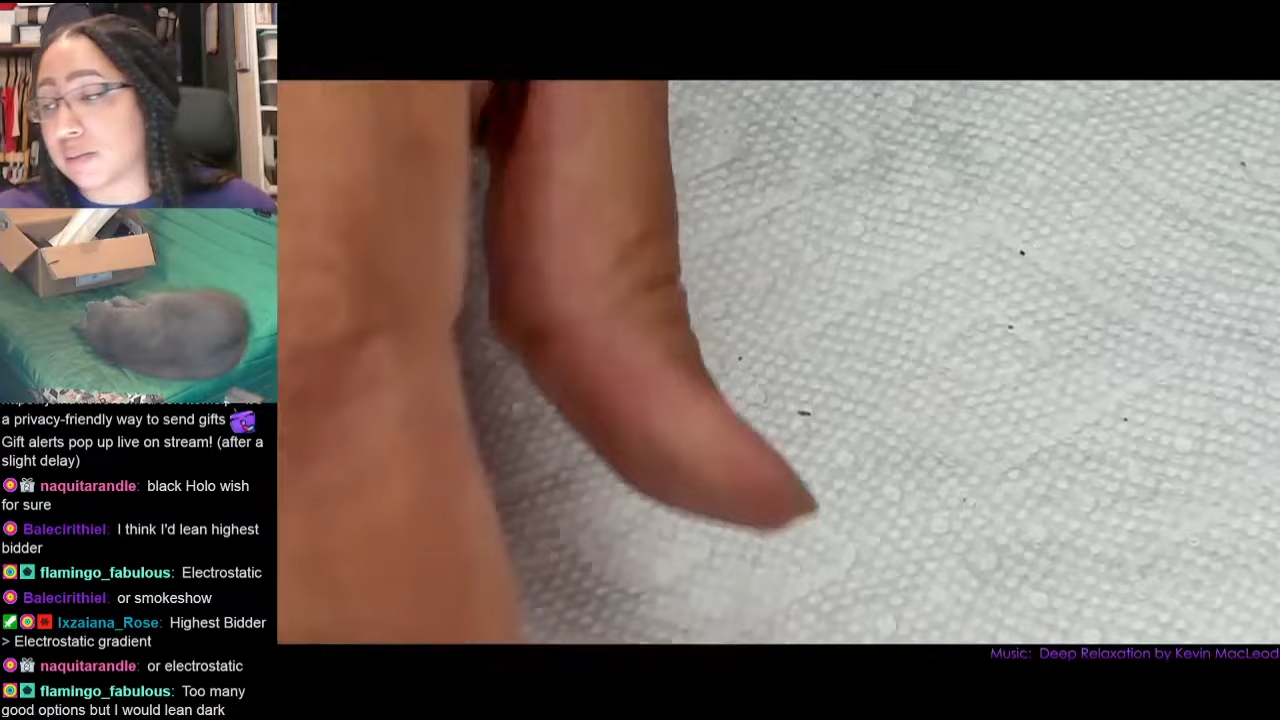 a privacy-friendly way to send gifts
Gift alerts pop up live on stream! (after a
slight delay)
naquitarandle: black Holo wish
for sure
Balecirithiel: I think I'd lean highest
bidder
flamingo_fabulous: Electrostatic
Balecirithiel: or smokeshow
Ixzaiana_Rose: Highest Bidder
> Electrostatic gradient
naquitarandle: or electrostatic
flamingo_fabulous: Too many
good options but I would lean dark
Music: Deep Relaxation by Kevin MacLeod